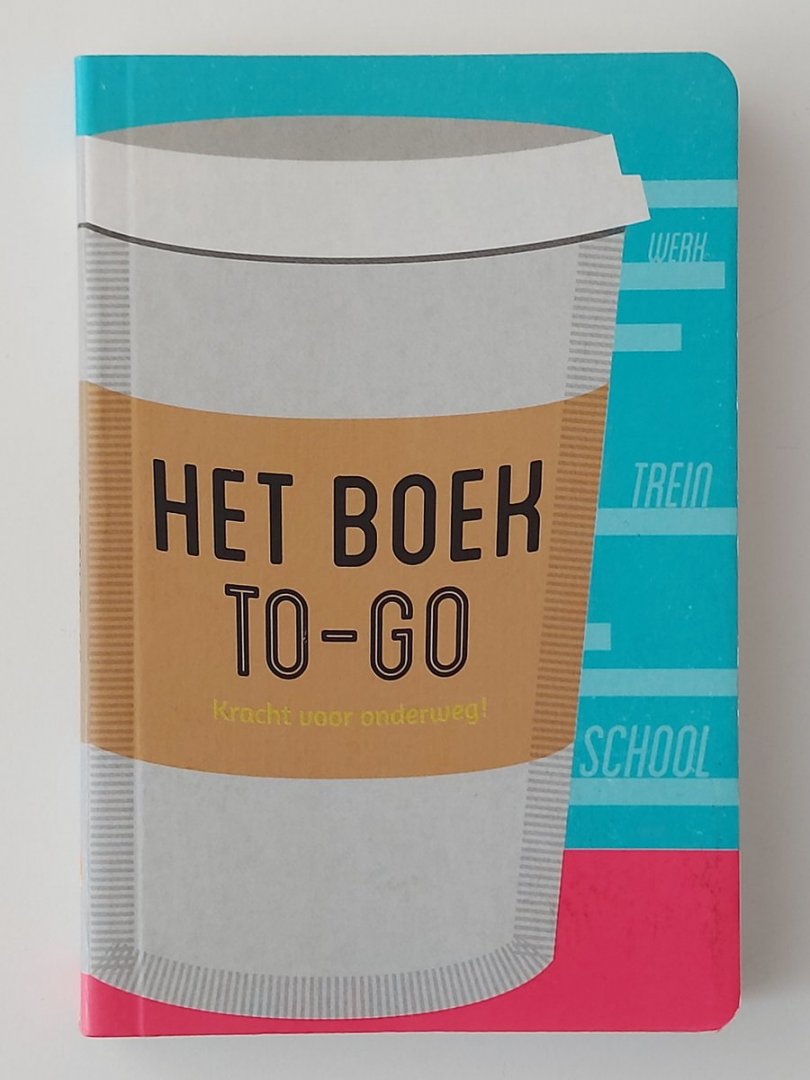 WERK
TREIN
HET BOEK
TO-GO
Kracht voor onderweg!
SCHOOL